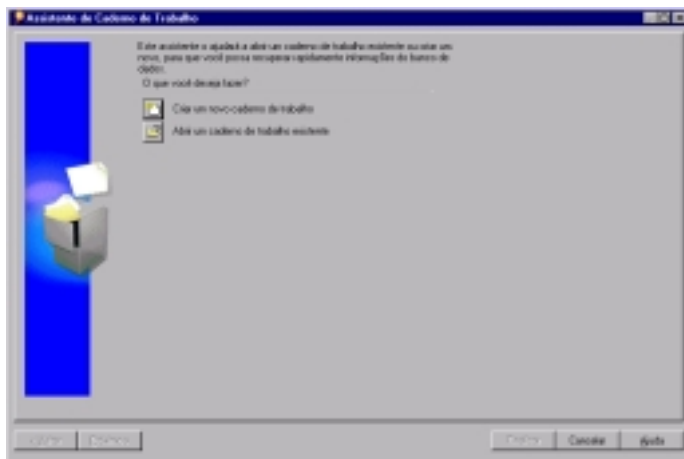 Assistente de Caderno de Trabalho
Este assistente o ajudará a abrir um caderno de trabalho existente ou criar um
novo, para que você possa recuperar rapidamente informações do banco de
dados.
O que você deseja fazer?
Criar um novo caderno de trabalho
Abrir um caderno de trabalho existente
Cancelar
Ajuda